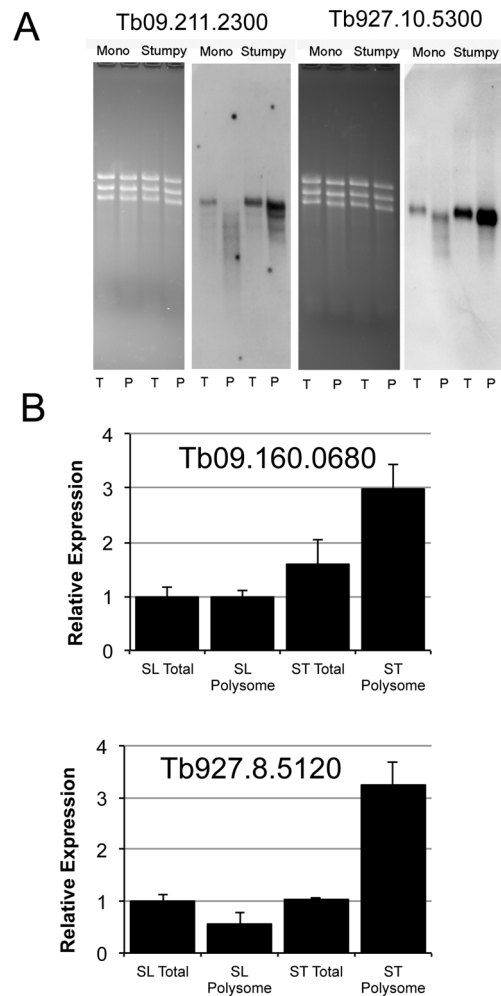 A
Tb09.211.2300 Tb927.10.5300
Mono Stumpy Mono Stumpy Mono Stumpy Mono Stumpy
T P T P T P T P T P T P T P T P
B
Tb09.160.0680
Relative Expression
4
3
2
1
0
SL Total SL Polysome ST Total ST Polysome
Tb927.8.5120
Relative Expression
4
3
2
1
0
SL Total SL Polysome ST Total ST Polysome